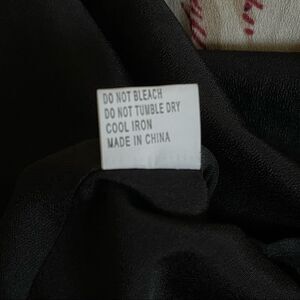 DO NOT BLEACH
DO NOT TUMBLE DRY
COOL IRON
MADE IN CHINA